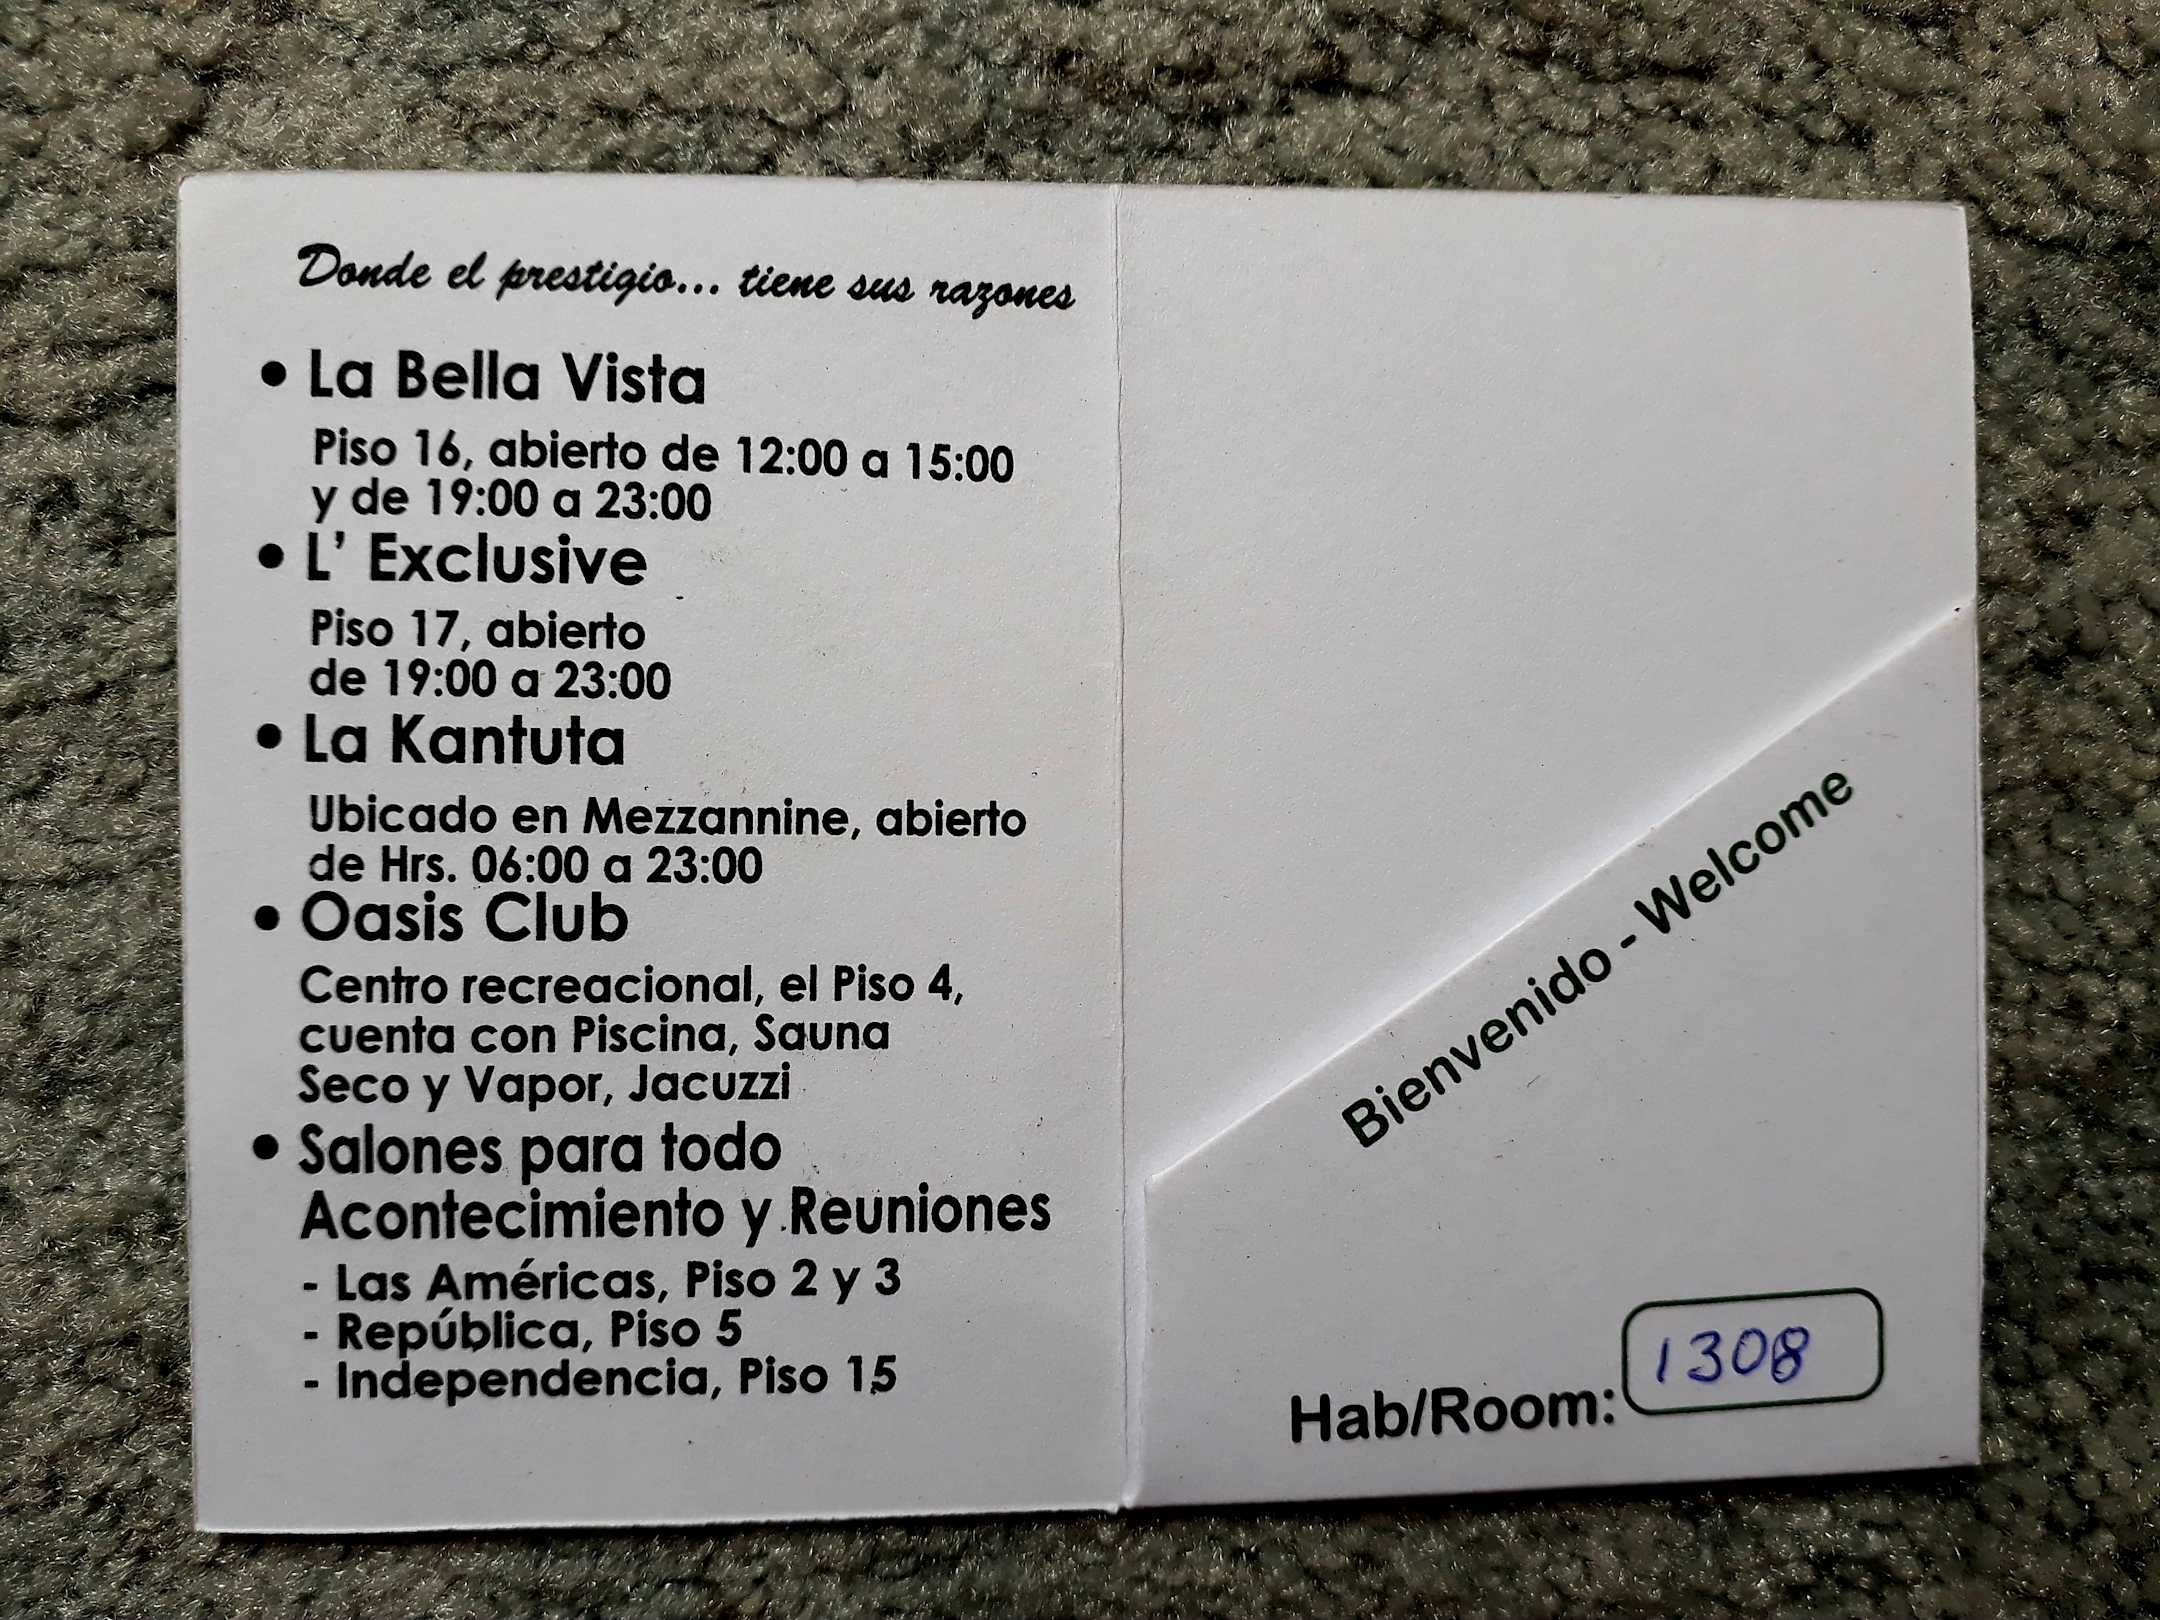 Donde el prestigio... tiene sus razones
• La Bella Vista
Piso 16, abierto de 12:00 a 15:00
y de 19:00 a 23:00
• L' Exclusive
Piso 17, abierto
de 19:00 a 23:00
• La Kantuta
Ubicado en Mezzannine, abierto
de Hrs. 06:00 a 23:00
• Oasis Club
Centro recreacional, el Piso 4,
cuenta con Piscina, Sauna
Seco y Vapor, Jacuzzi
• Salones para todo
Acontecimiento y Reuniones
- Las Américas, Piso 2 y 3
- República, Piso 5
- Independencia, Piso 15
Bienvenido - Welcome
Hab/Room: 1308